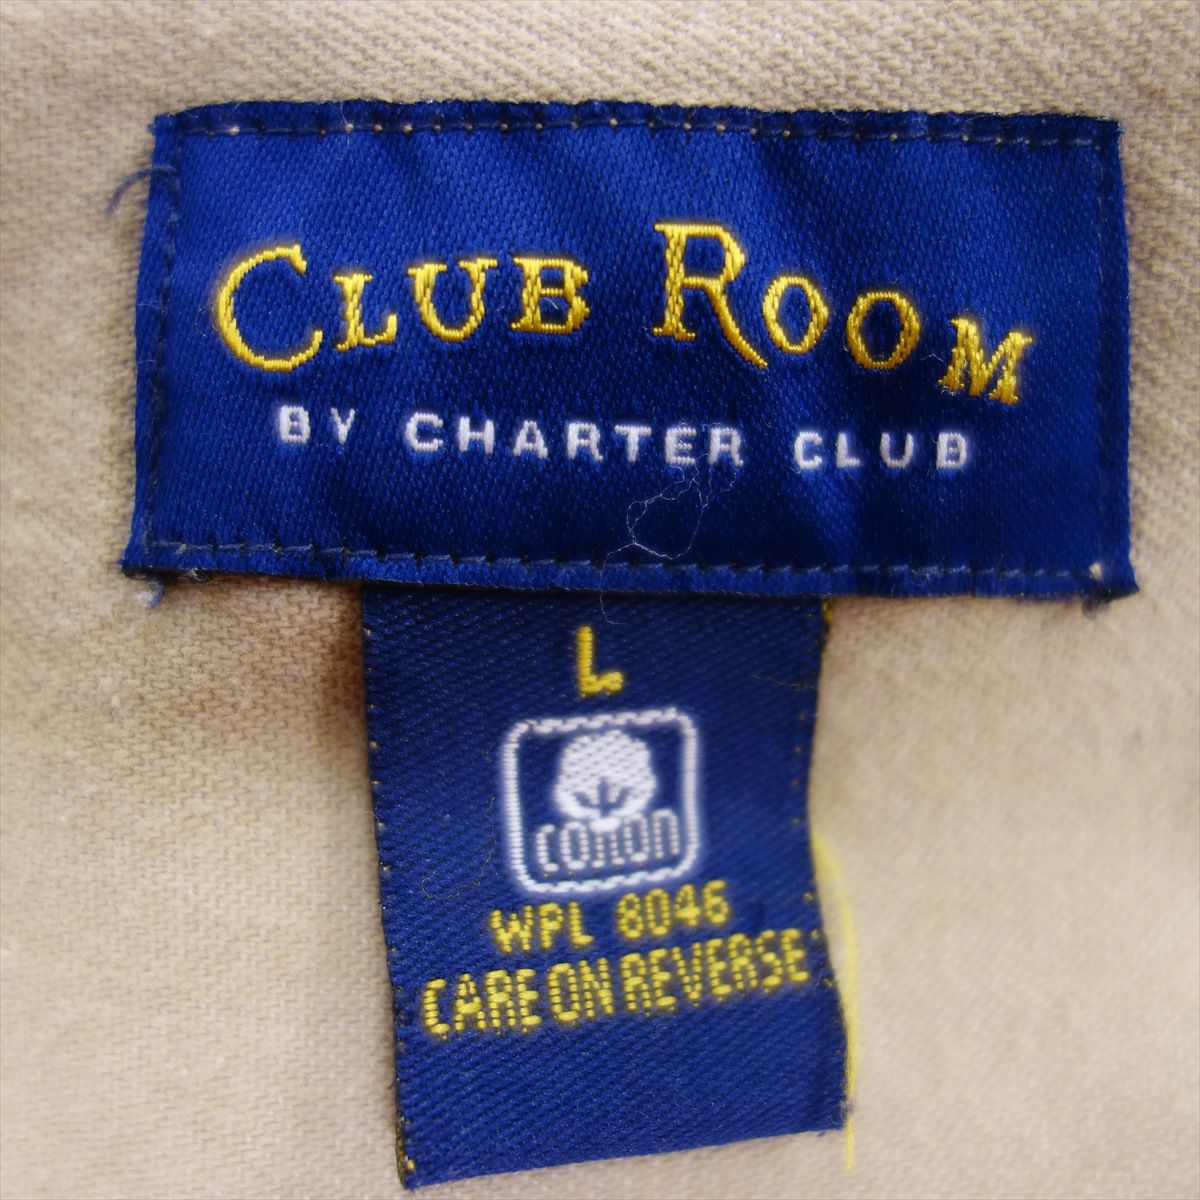 CLUB ROOM
BY CHARTER CLUB
L
COTTON
WPL 8046
CARE ON REVERSE